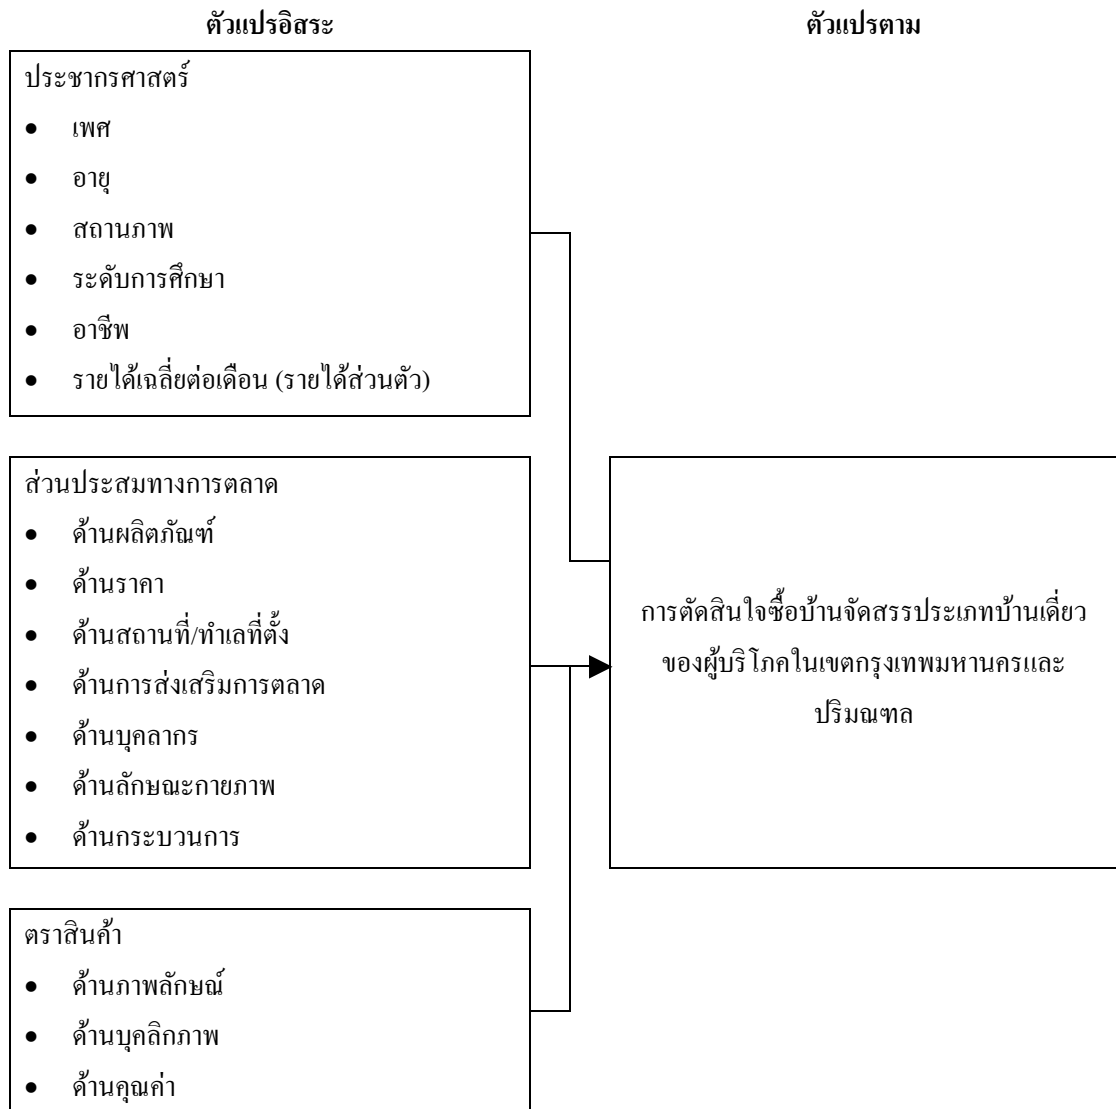 ตัวแปรอิสระ
ตัวแปรตาม
ประชากรศาสตร์
• เพศ
• อายุ
• สถานภาพ
• ระดับการศึกษา
• อาชีพ
• รายได้เฉลี่ยต่อเดือน (รายได้ส่วนตัว)
ส่วนประสมทางการตลาด
• ด้านผลิตภัณฑ์
• ด้านราคา
• ด้านสถานที่/ทำเลที่ตั้ง
• ด้านการส่งเสริมการตลาด
• ด้านบุคลากร
• ด้านลักษณะกายภาพ
• ด้านกระบวนการ
การตัดสินใจซื้อบ้านจัดสรรประเภทบ้านเดี่ยว
ของผู้บริโภคในเขตกรุงเทพมหานครและ
ปริมณฑล
ตราสินค้า
• ด้านภาพลักษณ์
• ด้านบุคลิกภาพ
• ด้านคุณค่า